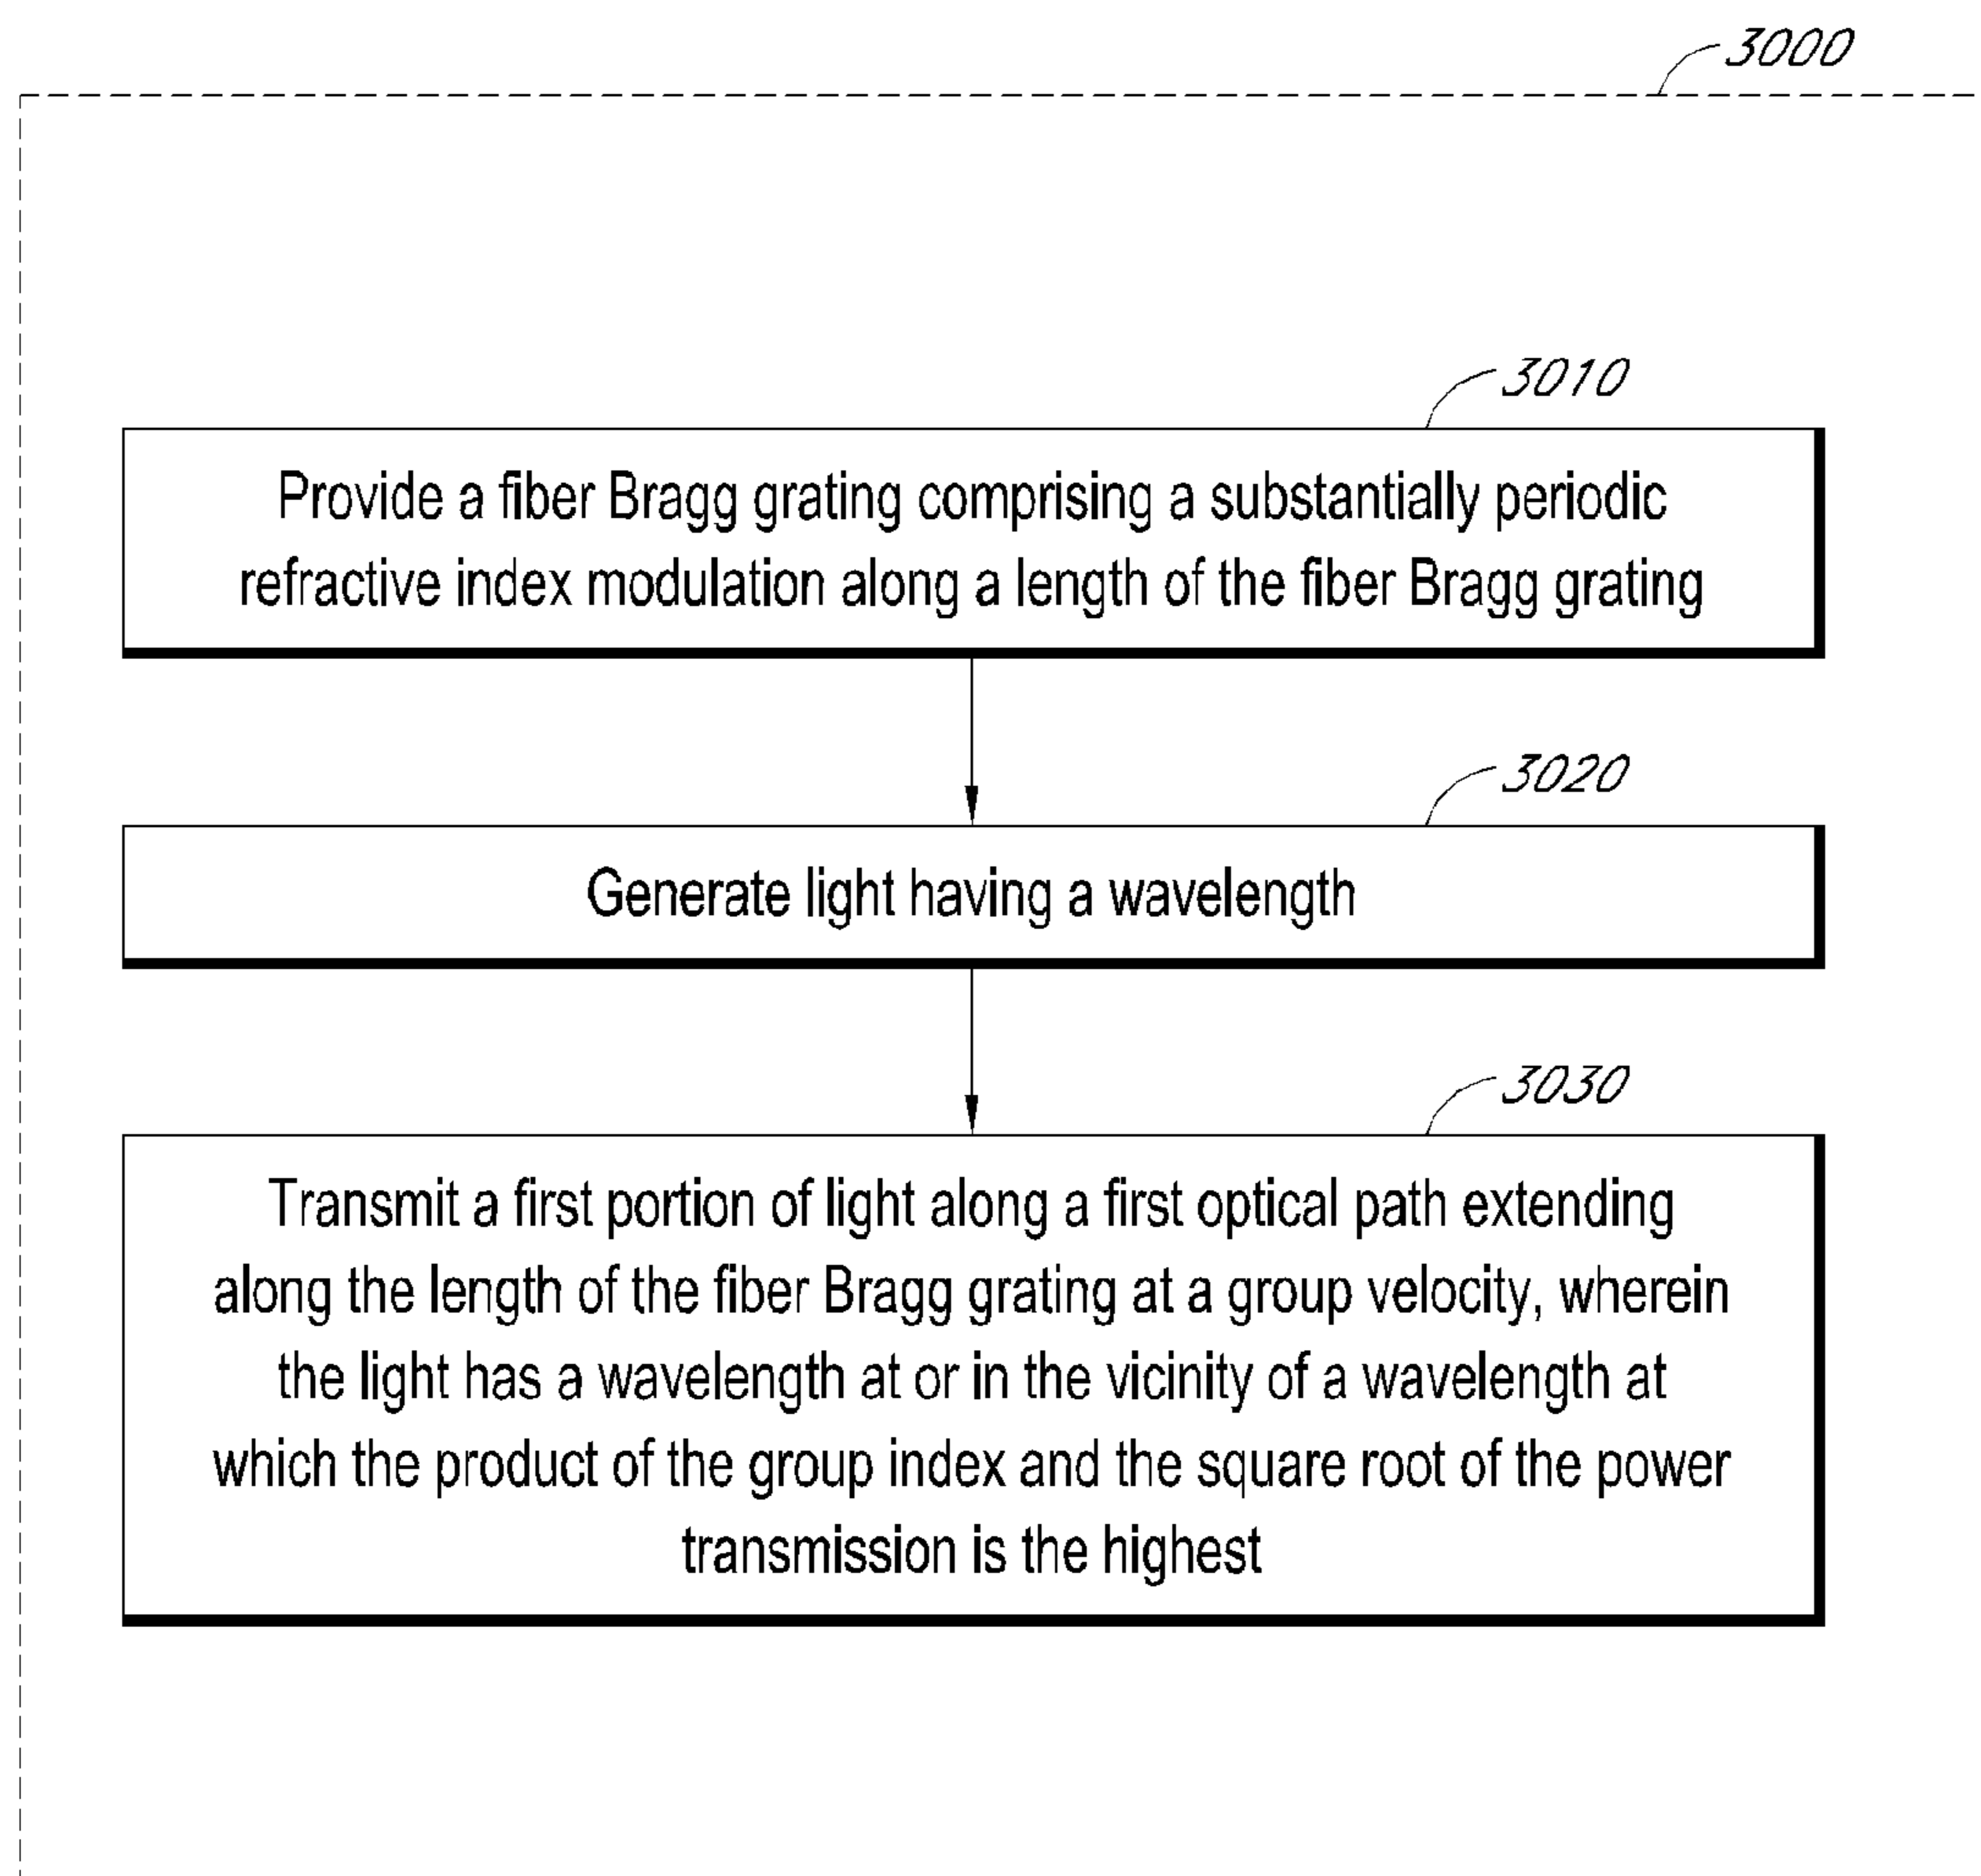 3000
3010
Provide a fiber Bragg grating comprising a substantially periodic
refractive index modulation along a length of the fiber Bragg grating
3020
Generate light having a wavelength
3030
Transmit a first portion of light along a first optical path extending
along the length of the fiber Bragg grating at a group velocity, wherein
the light has a wavelength at or in the vicinity of a wavelength at
which the product of the group index and the square root of the power
transmission is the highest